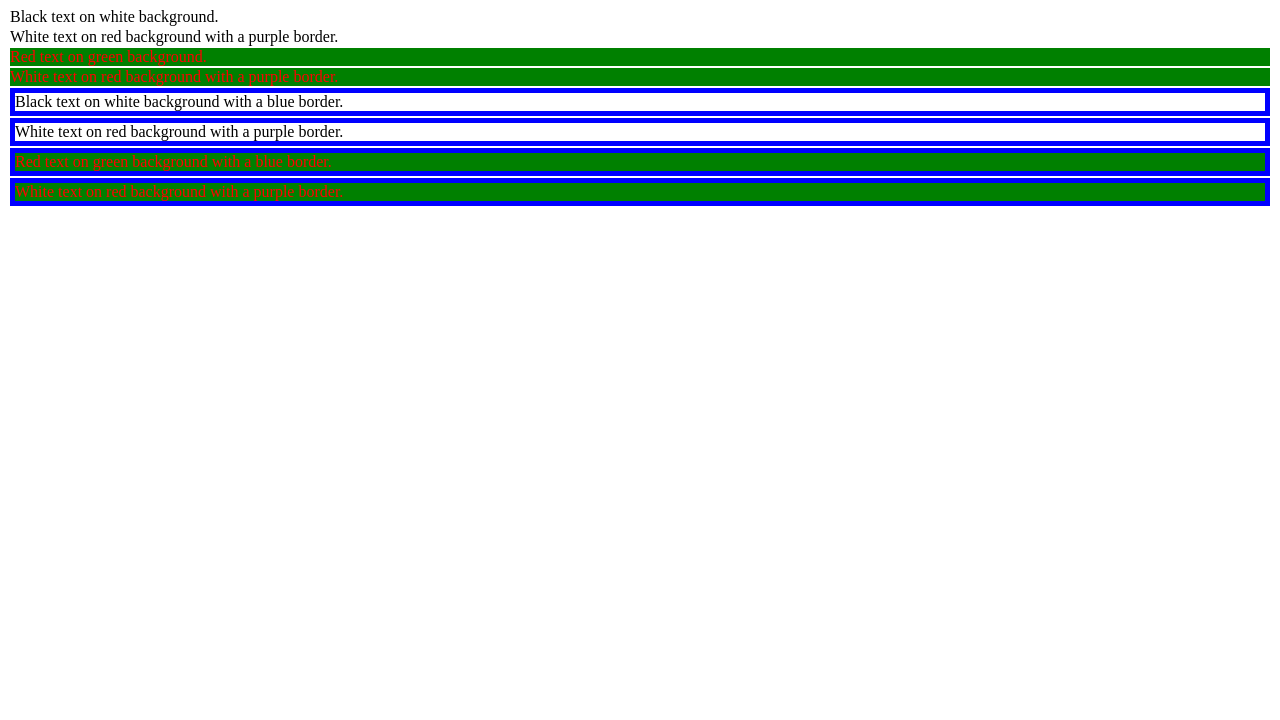 Black text on white background.
White text on red background with a purple border.
Red text on green background.
White text on red background with a purple border.
Black text on white background with a blue border.
White text on red background with a purple border.
Red text on green background with a blue border.
White text on red background with a purple border.